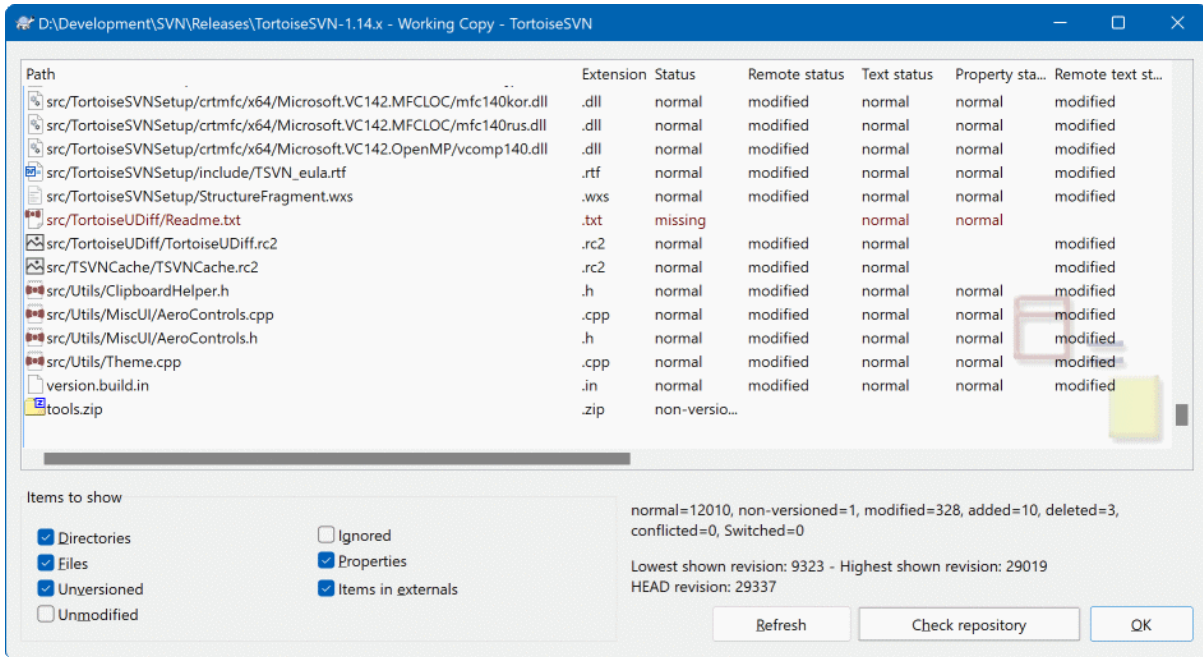 D:\Development\SVN\Releases\TortoiseSVN-1.14.x - Working Copy - TortoiseSVN
Path Extension Status Remote status Text status Property sta... Remote text st...
src/TortoiseSVNSetup/crtmfc/x64/Microsoft.VC142.MFCLOC/mfc140kor.dll .dll normal modified normal normal modified
src/TortoiseSVNSetup/crtmfc/x64/Microsoft.VC142.MFCLOC/mfc140rus.dll .dll normal modified normal normal modified
src/TortoiseSVNSetup/crtmfc/x64/Microsoft.VC142.OpenMP/vcomp140.dll .dll normal modified normal normal modified
src/TortoiseSVNSetup/include/TSVN_eula.rtf .rtf normal modified normal normal modified
src/TortoiseSVNSetup/StructureFragment.wxs .wxs normal modified normal normal modified
src/TortoiseUDiff/Readme.txt .txt missing normal normal
src/TortoiseUDiff/TortoiseUDiff.rc2 .rc2 normal modified normal modified
src/TSVNCache/TSVNCache.rc2 .rc2 normal modified normal modified
src/Utils/ClipboardHelper.h .h normal modified normal normal modified
src/Utils/MiscUI/AeroControls.cpp .cpp normal modified normal normal modified
src/Utils/MiscUI/AeroControls.h .h normal modified normal normal modified
src/Utils/Theme.cpp .cpp normal modified normal normal modified
version.build.in .in normal modified normal normal modified
tools.zip .zip non-versio...
Items to show
Directories Ignored
Files Properties
Unversioned Items in externals
Unmodified
normal=12010, non-versioned=1, modified=328, added=10, deleted=3,
conflicted=0, Switched=0
Lowest shown revision: 9323 - Highest shown revision: 29019
HEAD revision: 29337
Refresh Check repository OK